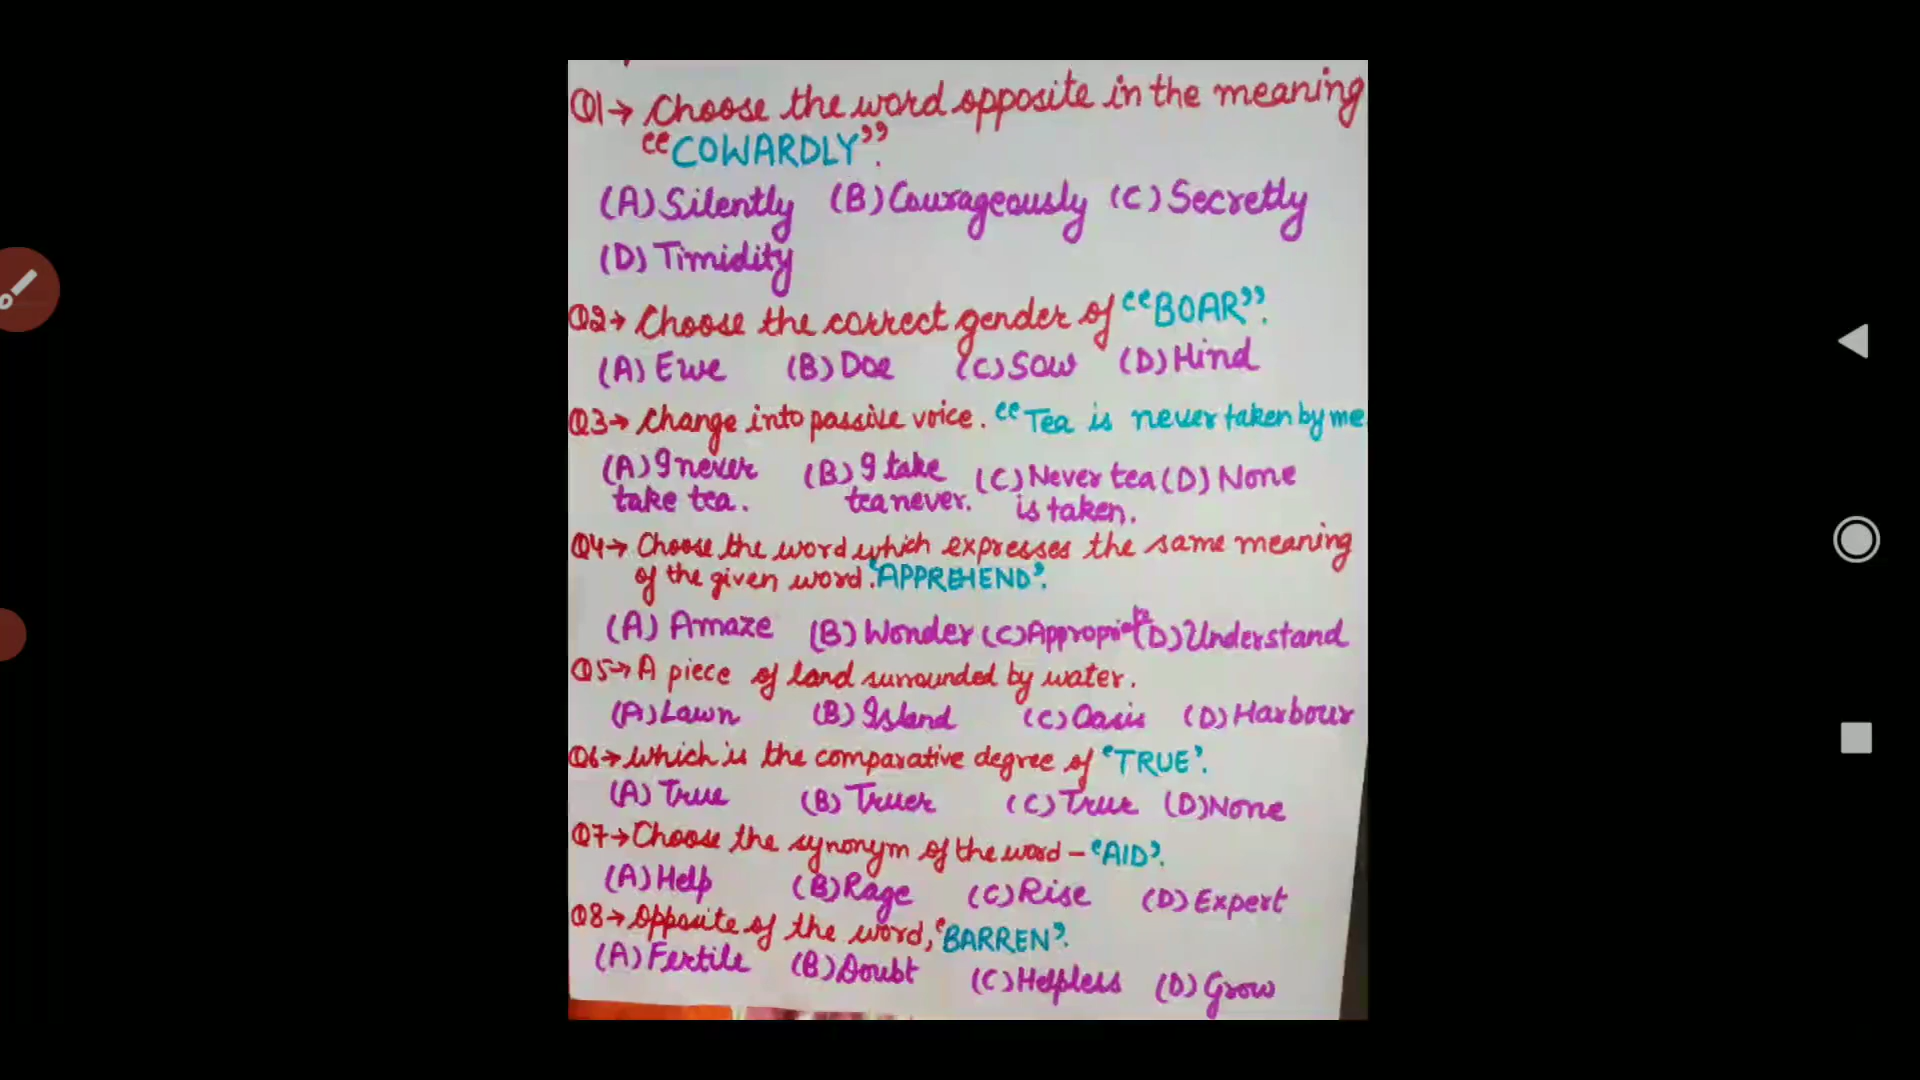 Q1→ Choose the word opposite in the meaning
“COWARDLY”.
(A) Silently (B) Courageously (C) Secretly
(D) Timidity
Q2→ Choose the correct gender of “BOAR”.
(A) Ewe (B) Doe (C) Sow (D) Hind
Q3→ Change into passive voice. “Tea is never taken by me.
(A) I never (B) I take (C) Never tea (D) None
take tea. tea never. is taken.
Q4→ Choose the word which expresses the same meaning
of the given word. ‘APPREHEND’.
(A) Amaze (B) Wonder (C) Appropriate (D) Understand
Q5→ A piece of land surrounded by water.
(A) Lawn (B) Island (C) Oasis (D) Harbour
Q6→ Which is the comparative degree of ‘TRUE’.
(A) True (B) Truer (C) True (D) None
Q7→ Choose the synonym of the word – ‘AID’.
(A) Help (B) Rage (C) Rise (D) Expert
Q8→ Opposite of the word, ‘BARREN’.
(A) Fertile (B) Doubt (C) Helpless (D) Grow